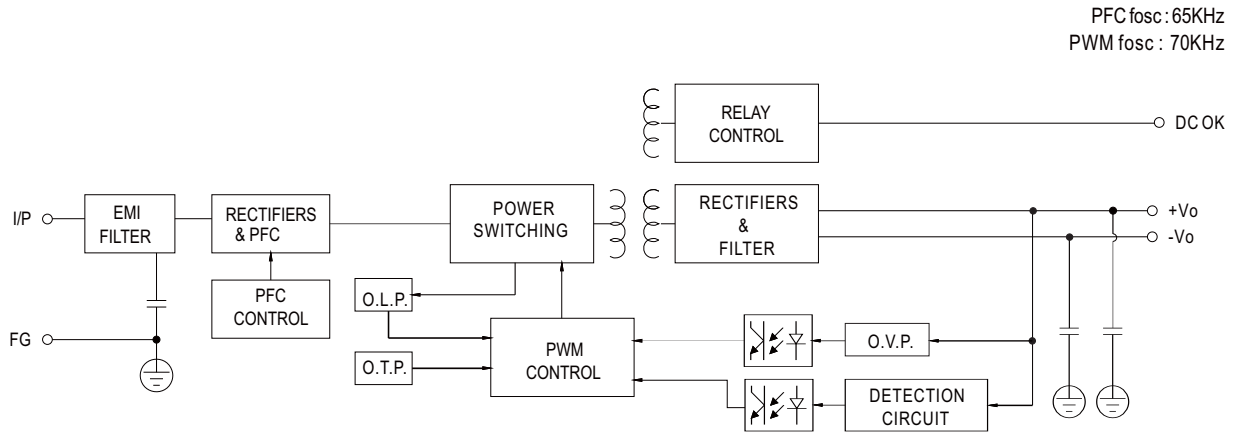 PFC fosc : 65KHz
PWM fosc : 70KHz
RELAY
CONTROL
DC OK
I/P
EMI
FILTER
RECTIFIERS
& PFC
POWER
SWITCHING
RECTIFIERS
&
FILTER
+Vo
-Vo
PFC
CONTROL
O.L.P.
FG
O.T.P.
PWM
CONTROL
O.V.P.
DETECTION
CIRCUIT